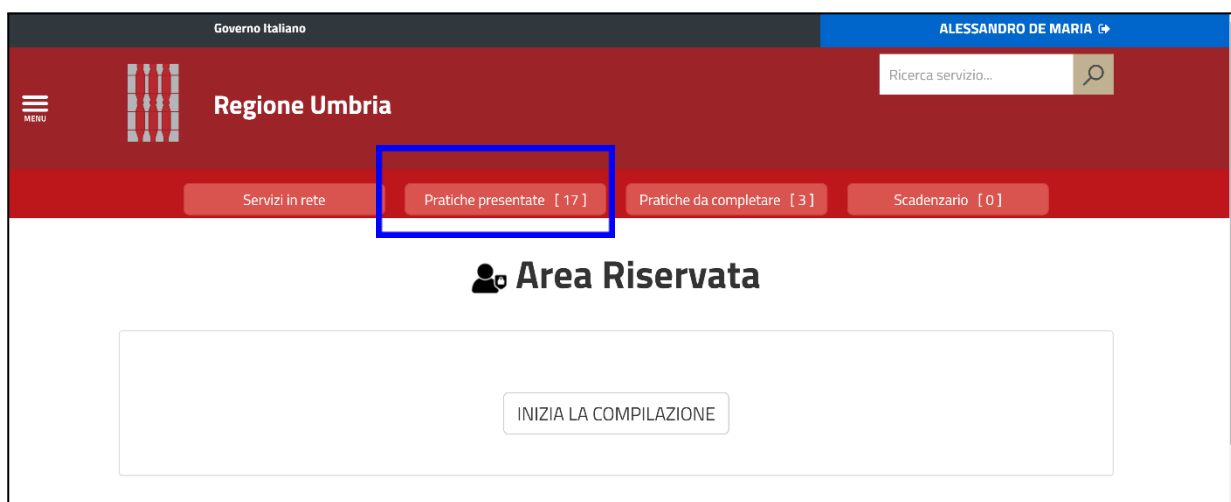 Governo Italiano
ALESSANDRO DE MARIA
Ricerca servizio...
MENU
Regione Umbria
Servizi in rete
Pratiche presentate [ 17 ]
Pratiche da completare [ 3 ]
Scadenzario [ 0 ]
Area Riservata
INIZIA LA COMPILAZIONE